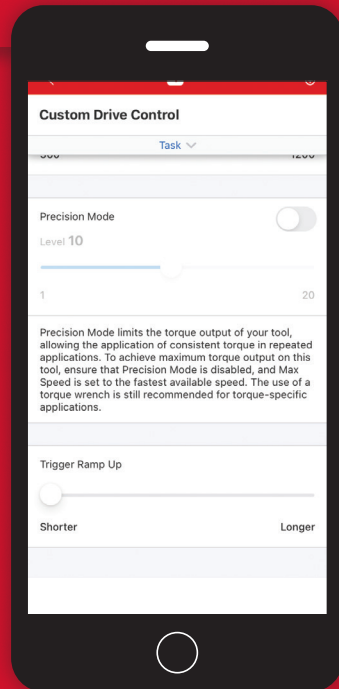 Custom Drive Control
Task
1200
Precision Mode
Level 10
1
20
Precision Mode limits the torque output of your tool,
allowing the application of consistent torque in repeated
applications. To achieve maximum torque output on this
tool, ensure that Precision Mode is disabled, and Max
Speed is set to the fastest available speed. The use of a
torque wrench is still recommended for torque-specific
applications.
Trigger Ramp Up
Shorter
Longer